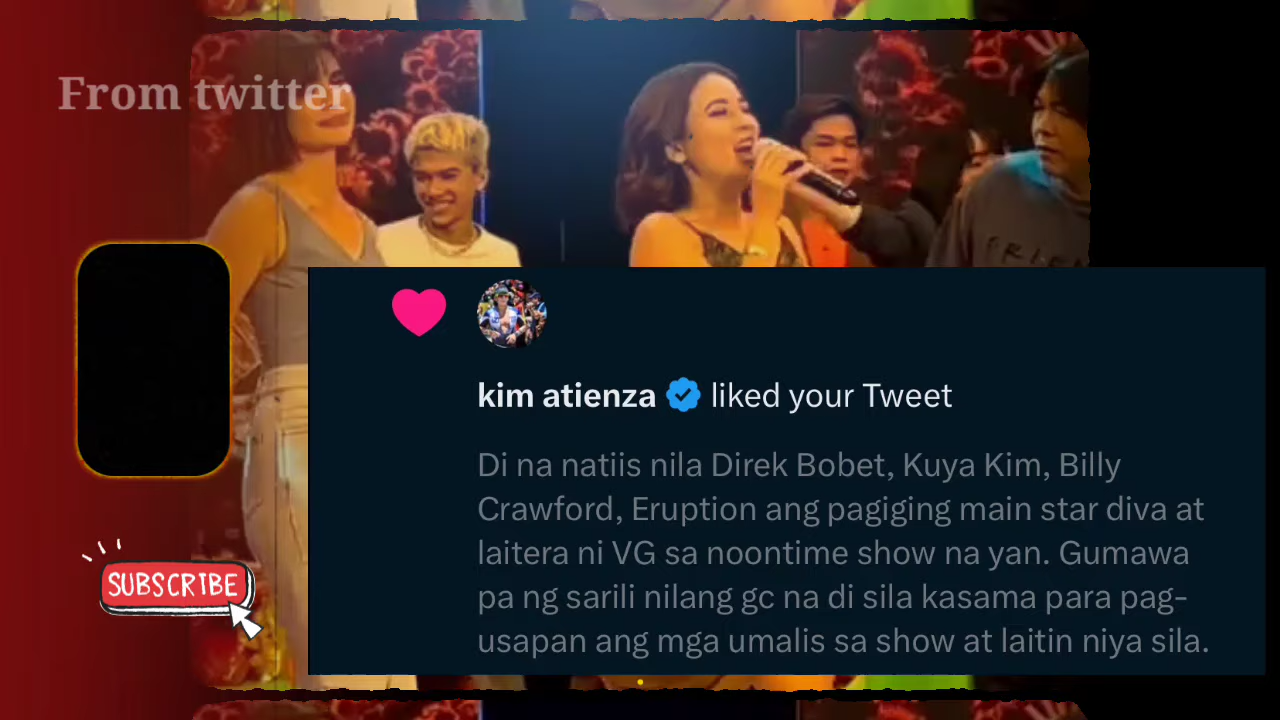 From twitter
kim atienza liked your Tweet
Di na natiis nila Direk Bobet, Kuya Kim, Billy
Crawford, Eruption ang pagiging main star diva at
laitera ni VG sa noontime show na yan. Gumawa
pa ng sarili nilang gc na di sila kasama para pag-
usapan ang mga umalis sa show at laitin niya sila.
SUBSCRIBE